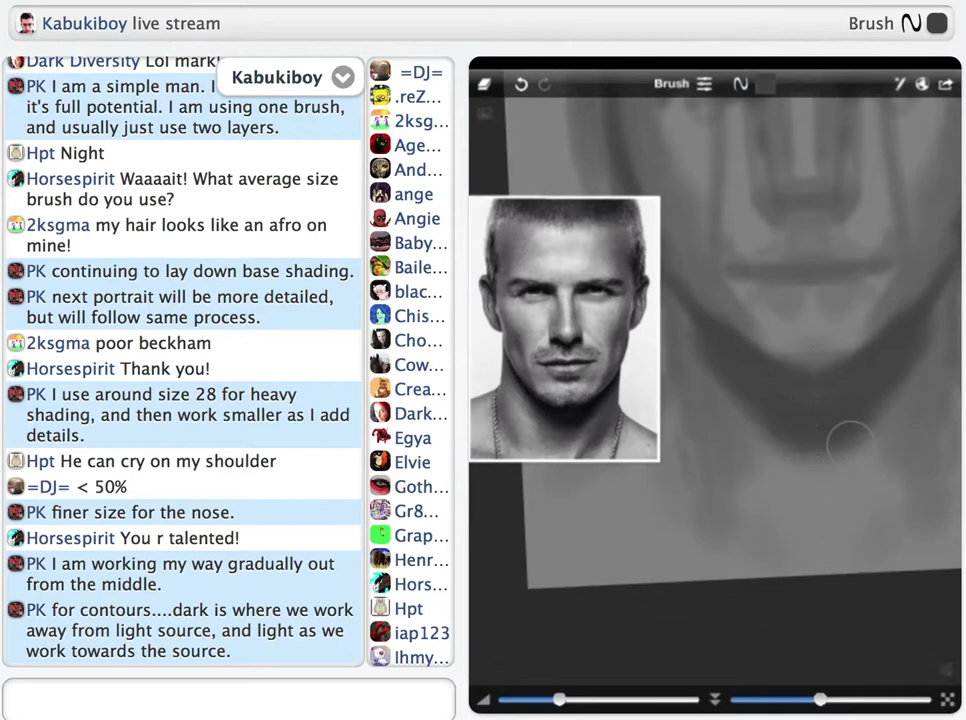 Kabukiboy live stream
Brush
Dark Diversity Lol mark!
Kabukiboy
PK I am a simple man. I
it's full potential. I am using one brush,
and usually just use two layers.
Hpt Night
Horsespirit Waaaait! What average size
brush do you use?
2ksgma my hair looks like an afro on
mine!
PK continuing to lay down base shading.
PK next portrait will be more detailed,
but will follow same process.
2ksgma poor beckham
Horsespirit Thank you!
PK I use around size 28 for heavy
shading, and then work smaller as I add
details.
Hpt He can cry on my shoulder
=DJ= < 50%
PK finer size for the nose.
Horsespirit You r talented!
PK I am working my way gradually out
from the middle.
PK for contours....dark is where we work
away from light source, and light as we
work towards the source.
=DJ=
.reZ...
2ksg...
Age...
And...
ange
Angie
Baby...
Baile...
blac...
Chis...
Cho...
Cow...
Crea...
Dark...
Egya
Elvie
Goth...
Gr8...
Grap...
Henr...
Hors...
Hpt
iap123
Ihmy...
Brush